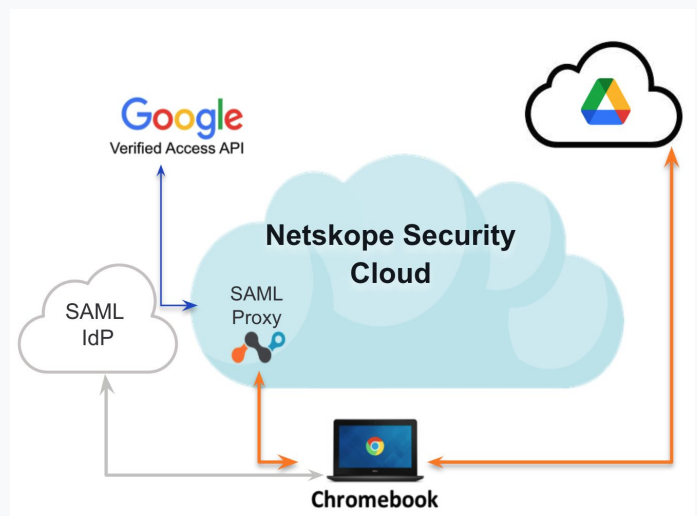 Google
Verified Access API
Netskope Security
Cloud
SAML
Proxy
SAML
IdP
Chromebook